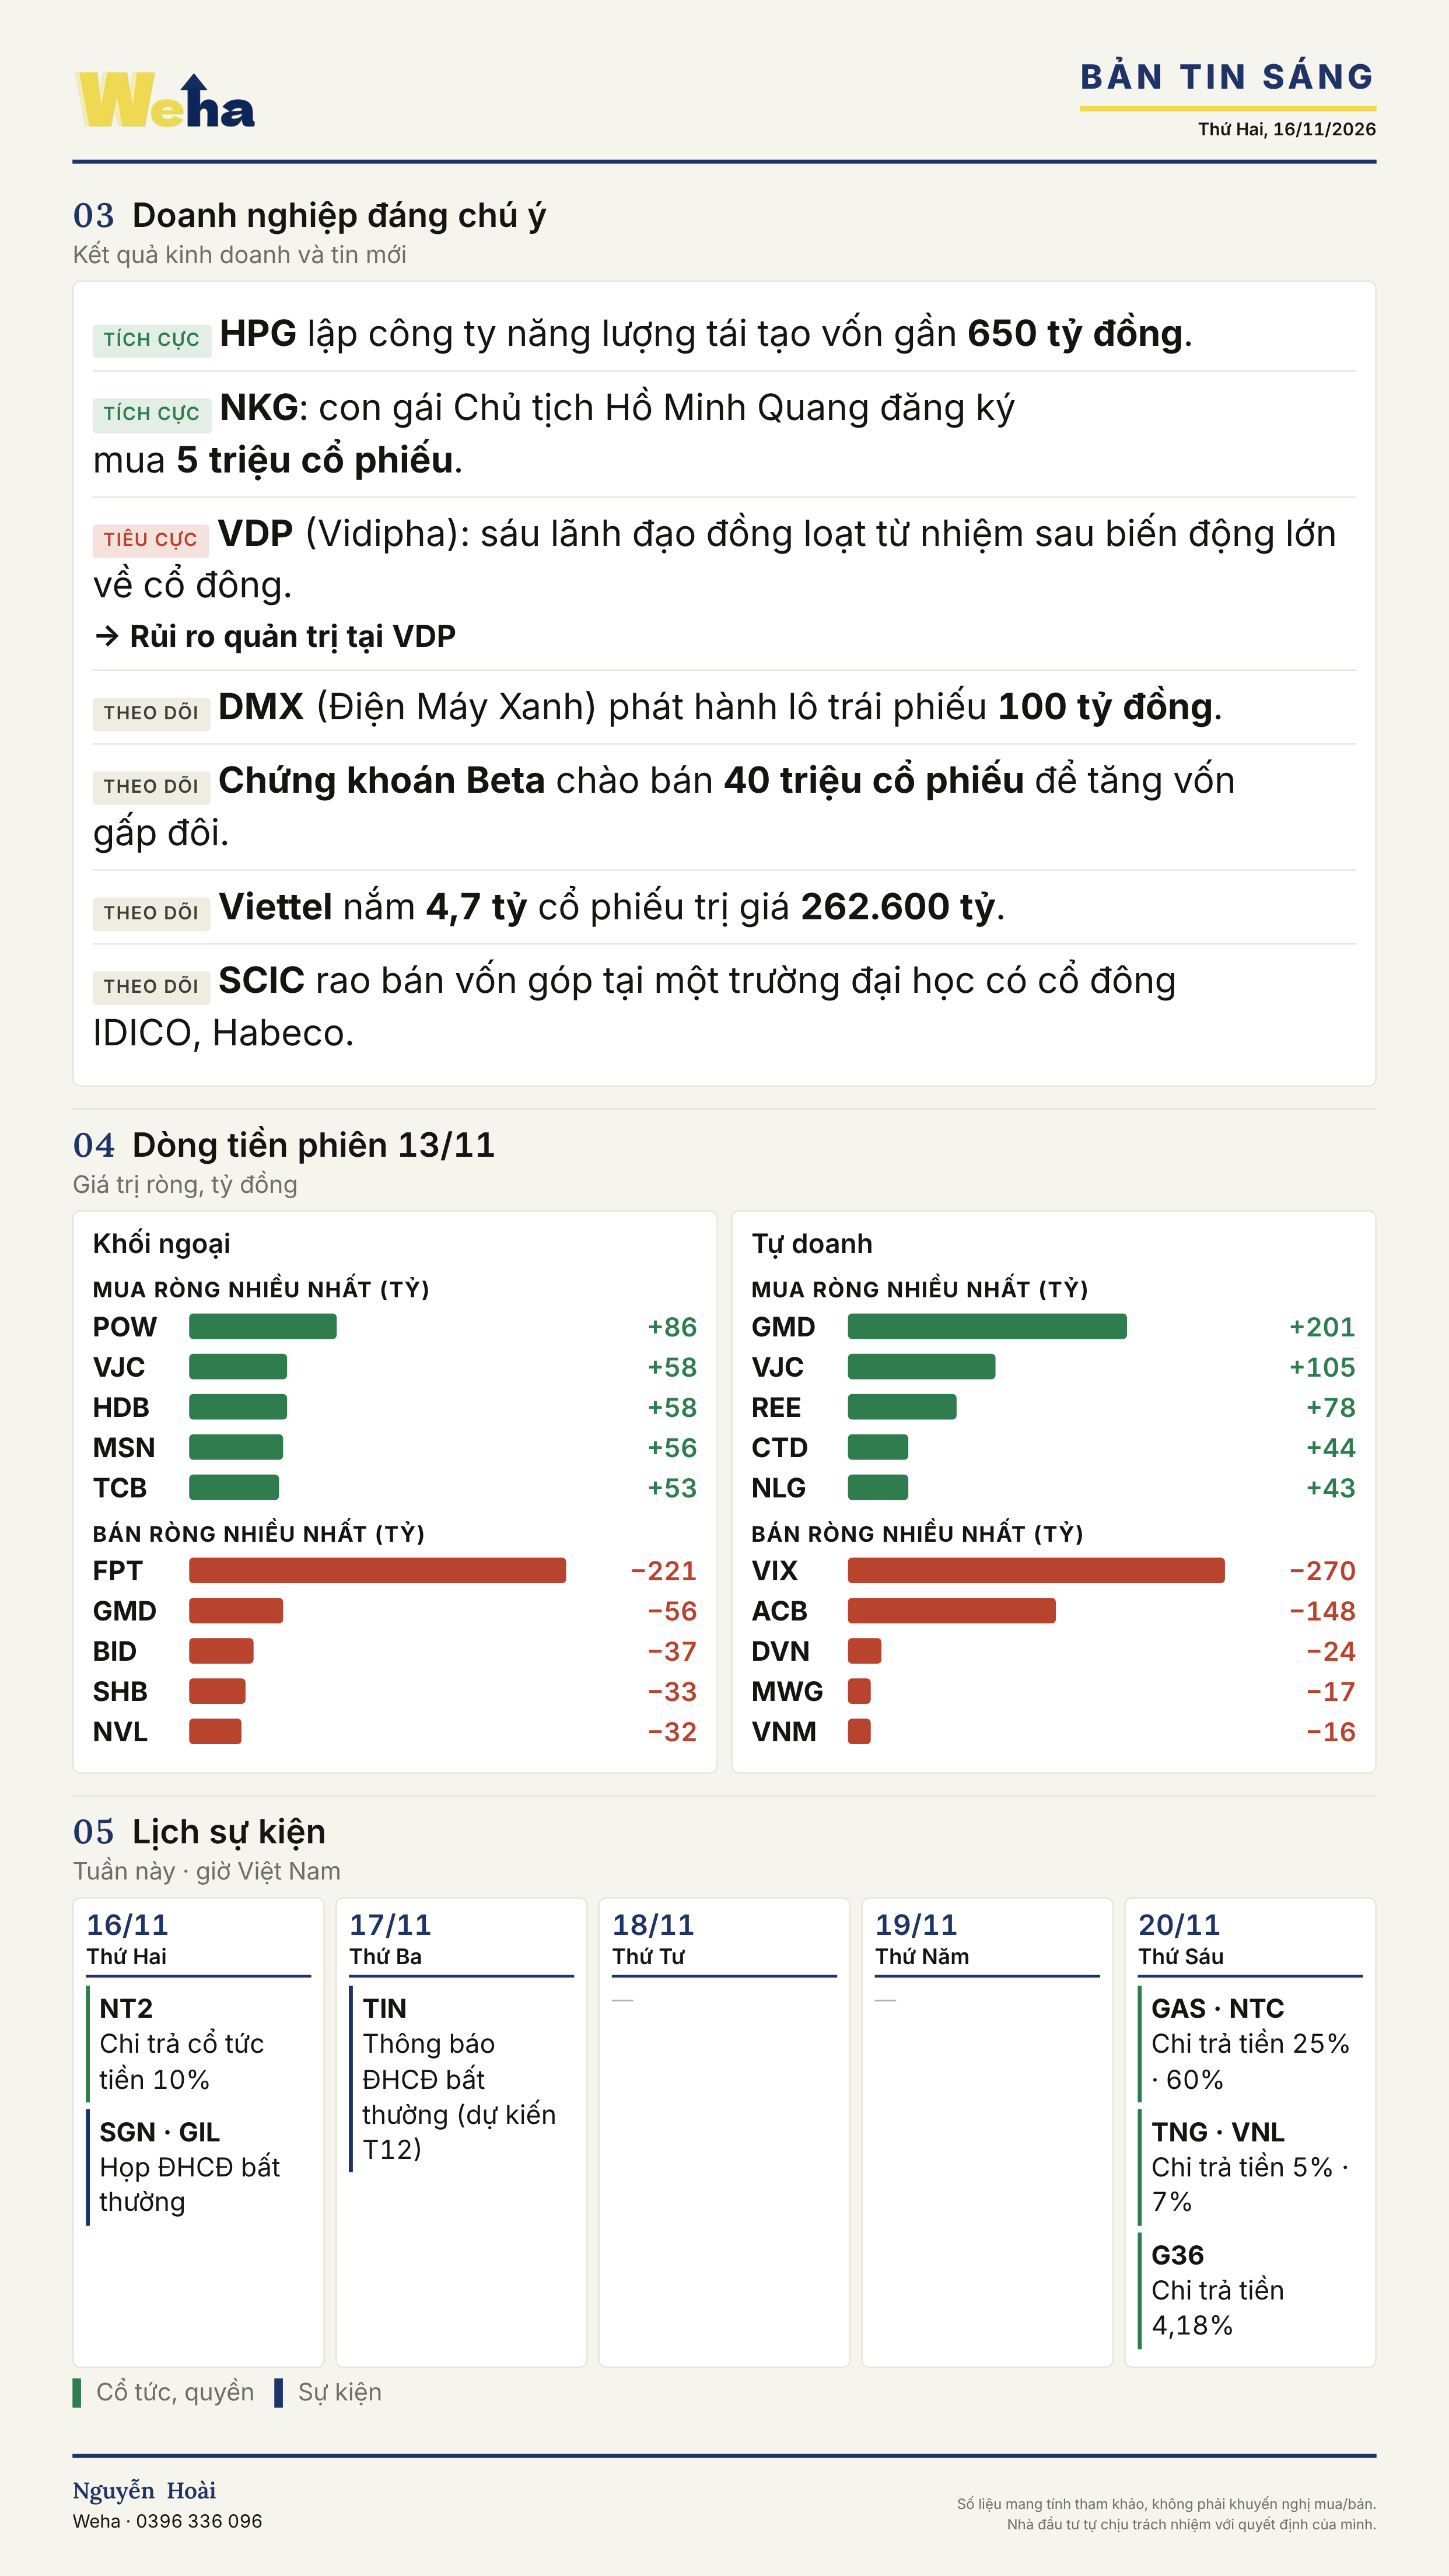 Weha
BẢN TIN SÁNG
Thứ Hai, 16/11/2026
03 Doanh nghiệp đáng chú ý
Kết quả kinh doanh và tin mới
TÍCH CỰC HPG lập công ty năng lượng tái tạo vốn gần 650 tỷ đồng.
TÍCH CỰC NKG: con gái Chủ tịch Hồ Minh Quang đăng ký
mua 5 triệu cổ phiếu.
TIÊU CỰC VDP (Vidipha): sáu lãnh đạo đồng loạt từ nhiệm sau biến động lớn
về cổ đông.
→ Rủi ro quản trị tại VDP
THEO DÕI DMX (Điện Máy Xanh) phát hành lô trái phiếu 100 tỷ đồng.
THEO DÕI Chứng khoán Beta chào bán 40 triệu cổ phiếu để tăng vốn
gấp đôi.
THEO DÕI Viettel nắm 4,7 tỷ cổ phiếu trị giá 262.600 tỷ.
THEO DÕI SCIC rao bán vốn góp tại một trường đại học có cổ đông
IDICO, Habeco.
04 Dòng tiền phiên 13/11
Giá trị ròng, tỷ đồng
Khối ngoại
MUA RÒNG NHIỀU NHẤT (TỶ)
POW +86
VJC +58
HDB +58
MSN +56
TCB +53
BÁN RÒNG NHIỀU NHẤT (TỶ)
FPT −221
GMD −56
BID −37
SHB −33
NVL −32
Tự doanh
MUA RÒNG NHIỀU NHẤT (TỶ)
GMD +201
VJC +105
REE +78
CTD +44
NLG +43
BÁN RÒNG NHIỀU NHẤT (TỶ)
VIX −270
ACB −148
DVN −24
MWG −17
VNM −16
05 Lịch sự kiện
Tuần này · giờ Việt Nam
16/11
Thứ Hai
NT2
Chi trả cổ tức
tiền 10%
SGN · GIL
Họp ĐHCĐ bất
thường
17/11
Thứ Ba
TIN
Thông báo
ĐHCĐ bất
thường (dự kiến
T12)
18/11
Thứ Tư
—
19/11
Thứ Năm
—
20/11
Thứ Sáu
GAS · NTC
Chi trả tiền 25%
· 60%
TNG · VNL
Chi trả tiền 5% ·
7%
G36
Chi trả tiền
4,18%
Cổ tức, quyền Sự kiện
Nguyễn Hoài
Weha · 0396 336 096
Số liệu mang tính tham khảo, không phải khuyến nghị mua/bán.
Nhà đầu tư tự chịu trách nhiệm với quyết định của mình.